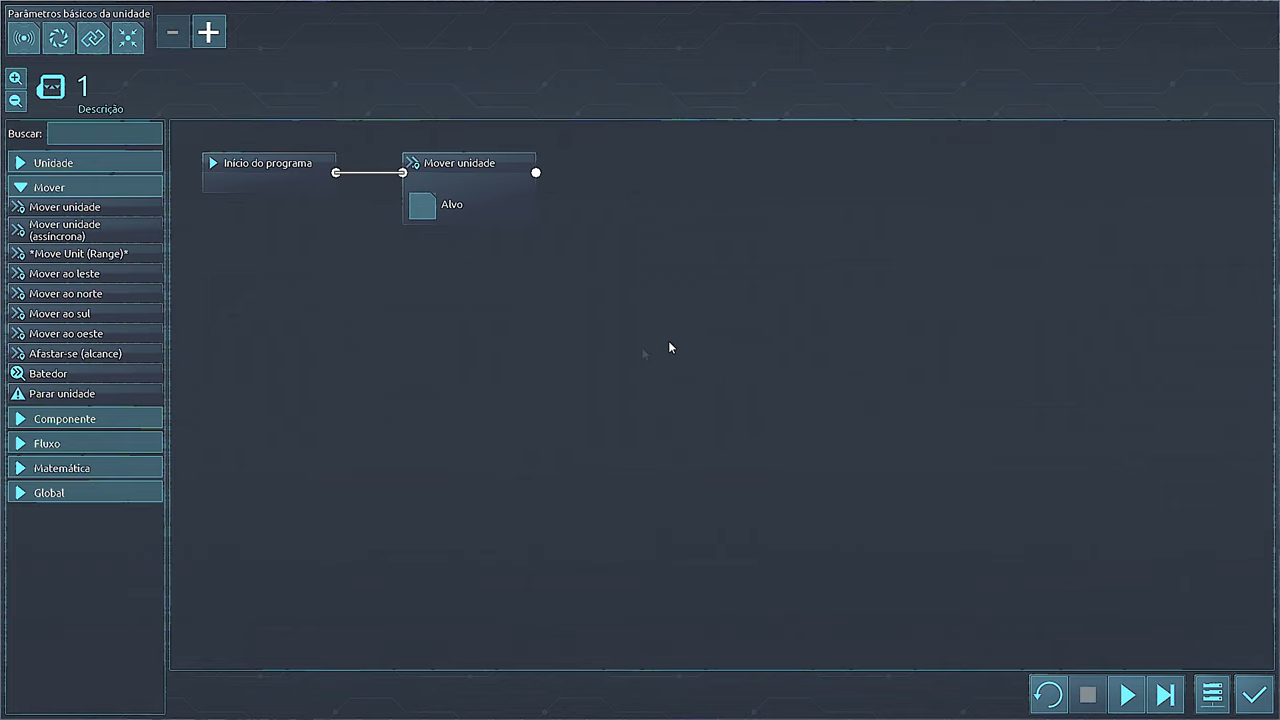 Parâmetros básicos da unidade
1
Descrição
Buscar:
Unidade
Mover
Mover unidade
Mover unidade
(assíncrona)
*Move Unit (Range)*
Mover ao leste
Mover ao norte
Mover ao sul
Mover ao oeste
Afastar-se (alcance)
Batedor
Parar unidade
Componente
Fluxo
Matemática
Global
Início do programa
Mover unidade
Alvo